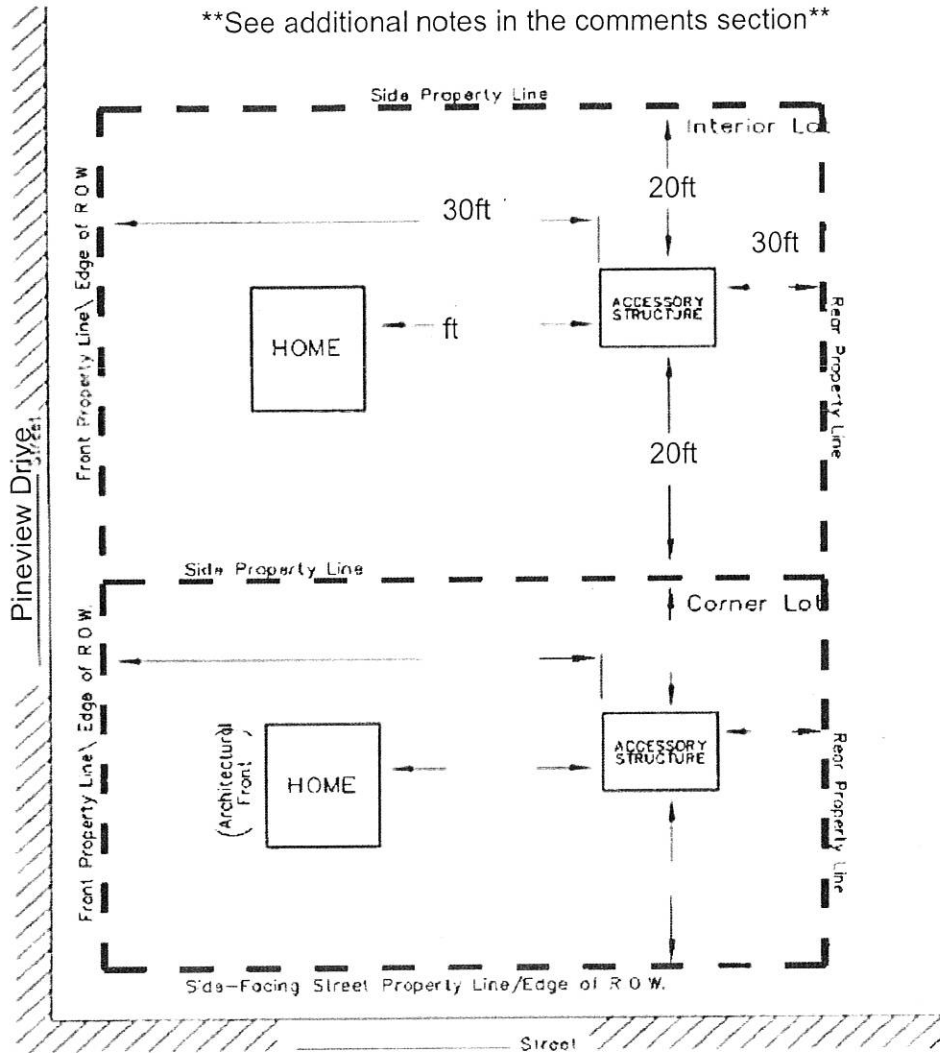 **See additional notes in the comments section**
Side Property Line
Interior Lot
20ft
30ft
30ft
ACCESSORY
STRUCTURE
HOME
ft
Front Property Line\ Edge of R O W
Rear Property Line
Pineview Drive
Street
20ft
Side Property Line
Corner Lot
Front Property Line\ Edge of R O W.
(Architectural
Front)
HOME
ACCESSORY
STRUCTURE
Rear Property Line
Side-Facing Street Property Line/Edge of R O W.
Street